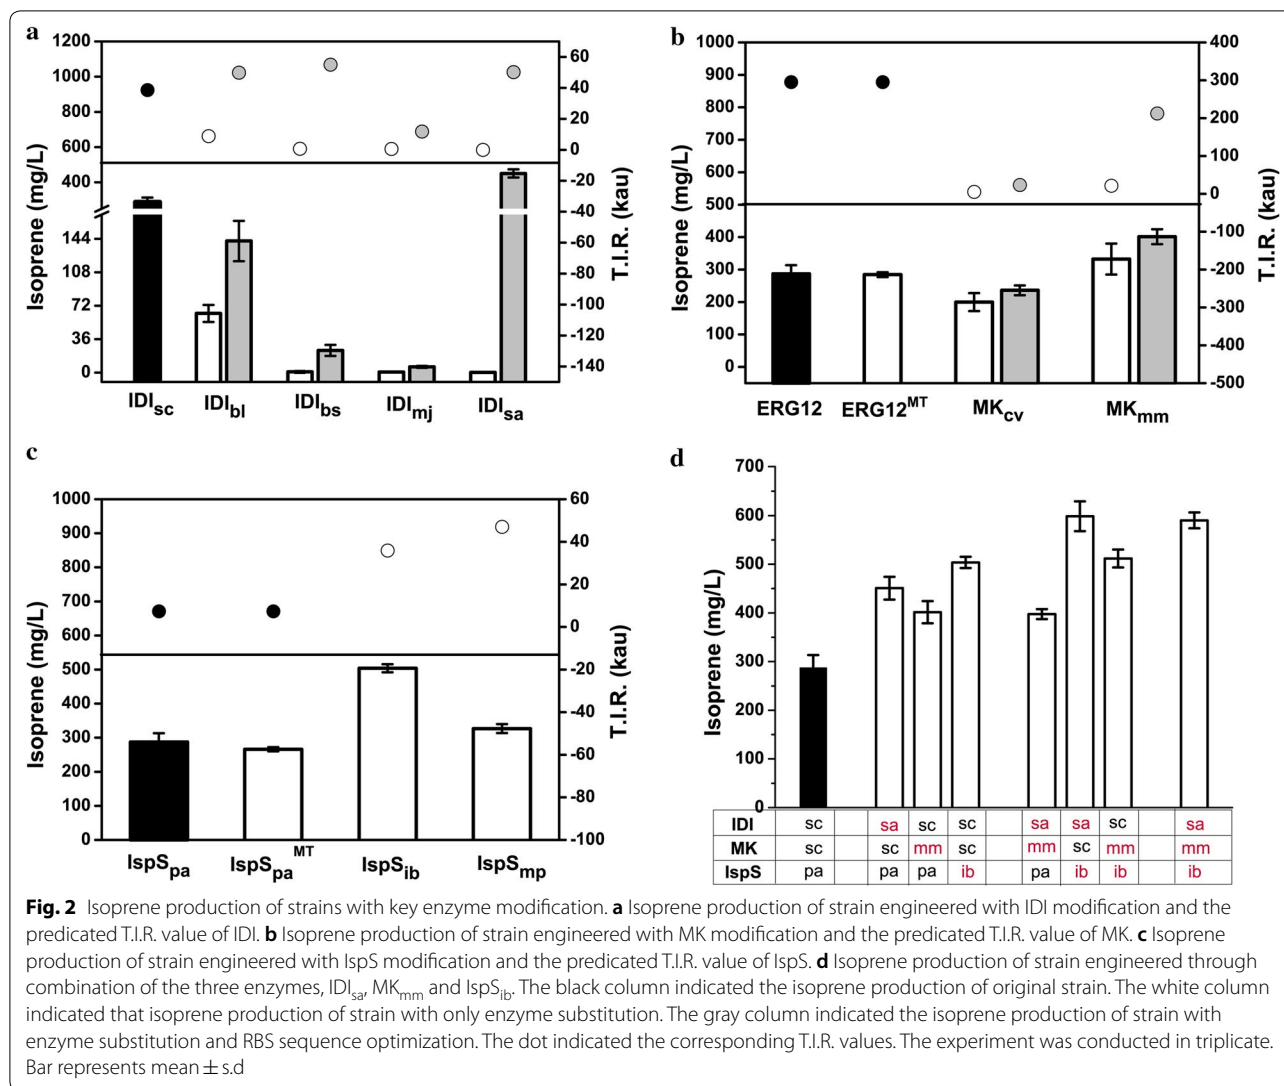 a
1200
1000
800
600
400
144
108
72
36
0
Isoprene (mg/L)
60
40
20
0
-20
-40
-60
-80
-100
-120
-140
T.I.R. (kau)
IDIsc IDIbl IDIbs IDImj IDIsa
b
1000
900
800
700
600
500
400
300
200
100
0
Isoprene (mg/L)
400
300
200
100
0
-100
-200
-300
-400
-500
T.I.R. (kau)
ERG12 ERG12MT MKcv MKmm
c
1000
900
800
700
600
500
400
300
200
100
0
Isoprene (mg/L)
60
40
20
0
-20
-40
-60
-80
-100
T.I.R. (kau)
IspSpa IspSpaMT IspSib IspSmp
d
700
600
500
400
300
200
100
0
Isoprene (mg/L)
IDI sc sa sc sc sa sa sc sa
MK sc sc mm sc mm sc mm mm
IspS pa pa pa ib pa ib ib ib
Fig. 2 Isoprene production of strains with key enzyme modification. a Isoprene production of strain engineered with IDI modification and the
predicated T.I.R. value of IDI. b Isoprene production of strain engineered with MK modification and the predicated T.I.R. value of MK. c Isoprene
production of strain engineered with IspS modification and the predicated T.I.R. value of IspS. d Isoprene production of strain engineered through
combination of the three enzymes, IDIsa, MKmm and IspSib. The black column indicated the isoprene production of original strain. The white column
indicated that isoprene production of strain with only enzyme substitution. The gray column indicated the isoprene production of strain with
enzyme substitution and RBS sequence optimization. The dot indicated the corresponding T.I.R. values. The experiment was conducted in triplicate.
Bar represents mean ± s.d